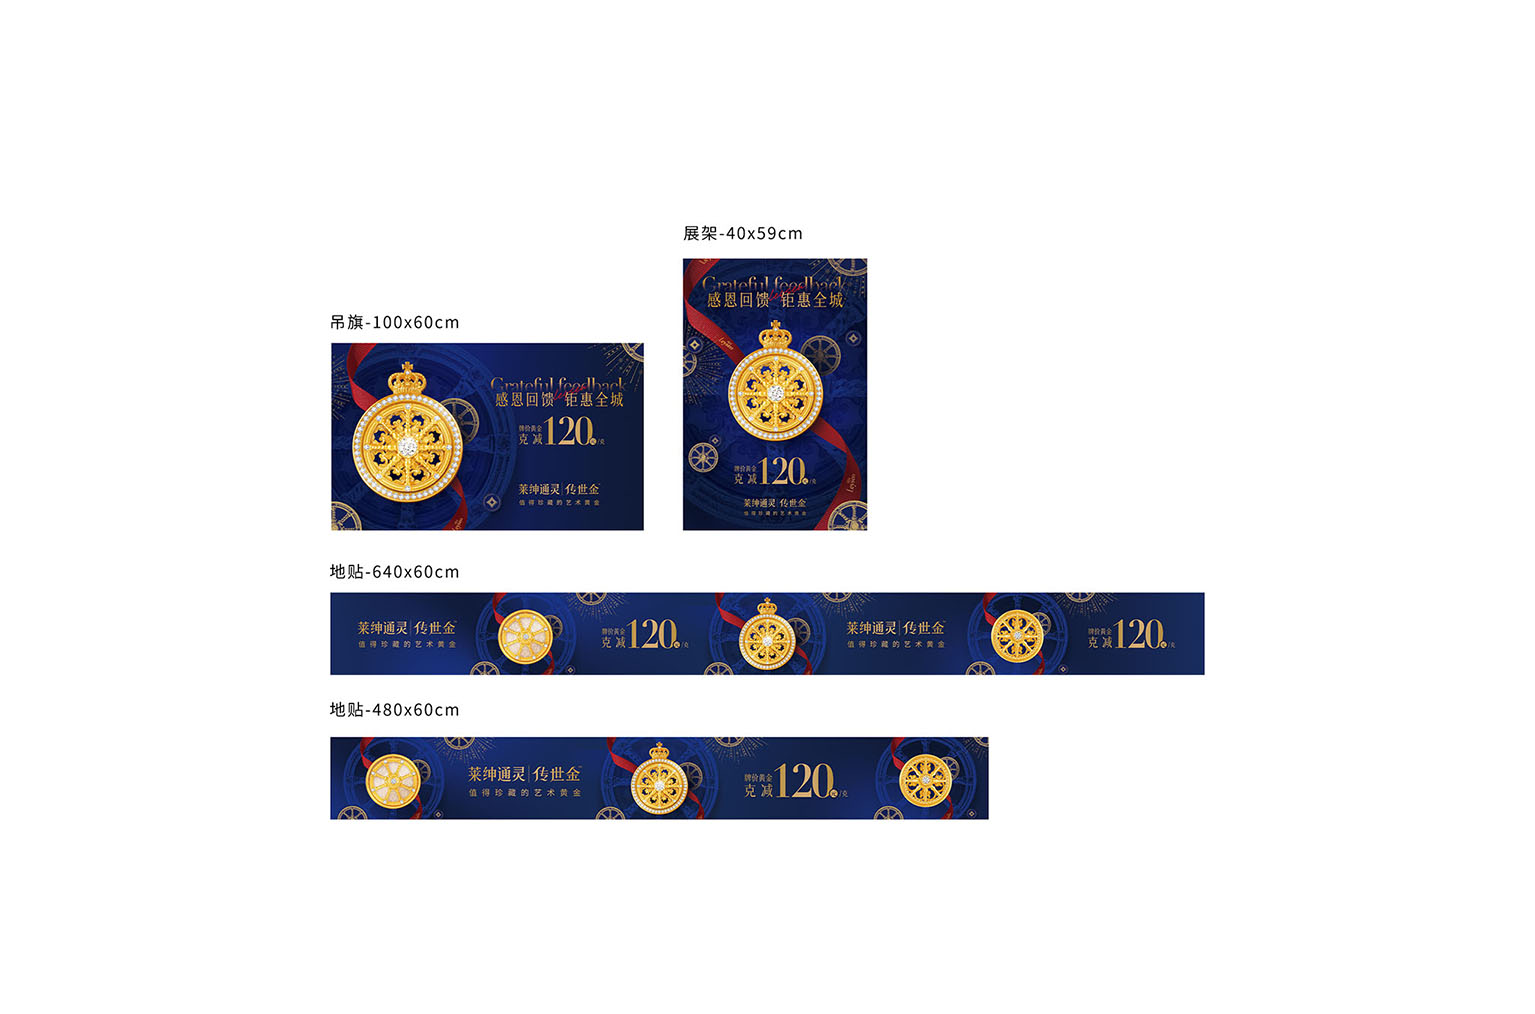 展架-40x59cm
Grateful feedback
感恩回馈 钜惠全城
牌价黄金
克减120元/克
莱绅通灵|传世金
值得珍藏的艺术黄金
吊旗-100x60cm
Grateful feedback
感恩回馈 钜惠全城
牌价黄金
克减120元/克
莱绅通灵|传世金
值得珍藏的艺术黄金
地贴-640x60cm
莱绅通灵|传世金
值得珍藏的艺术黄金
牌价黄金
克减120元/克
莱绅通灵|传世金
值得珍藏的艺术黄金
牌价黄金
克减120元/克
地贴-480x60cm
莱绅通灵|传世金
值得珍藏的艺术黄金
牌价黄金
克减120元/克